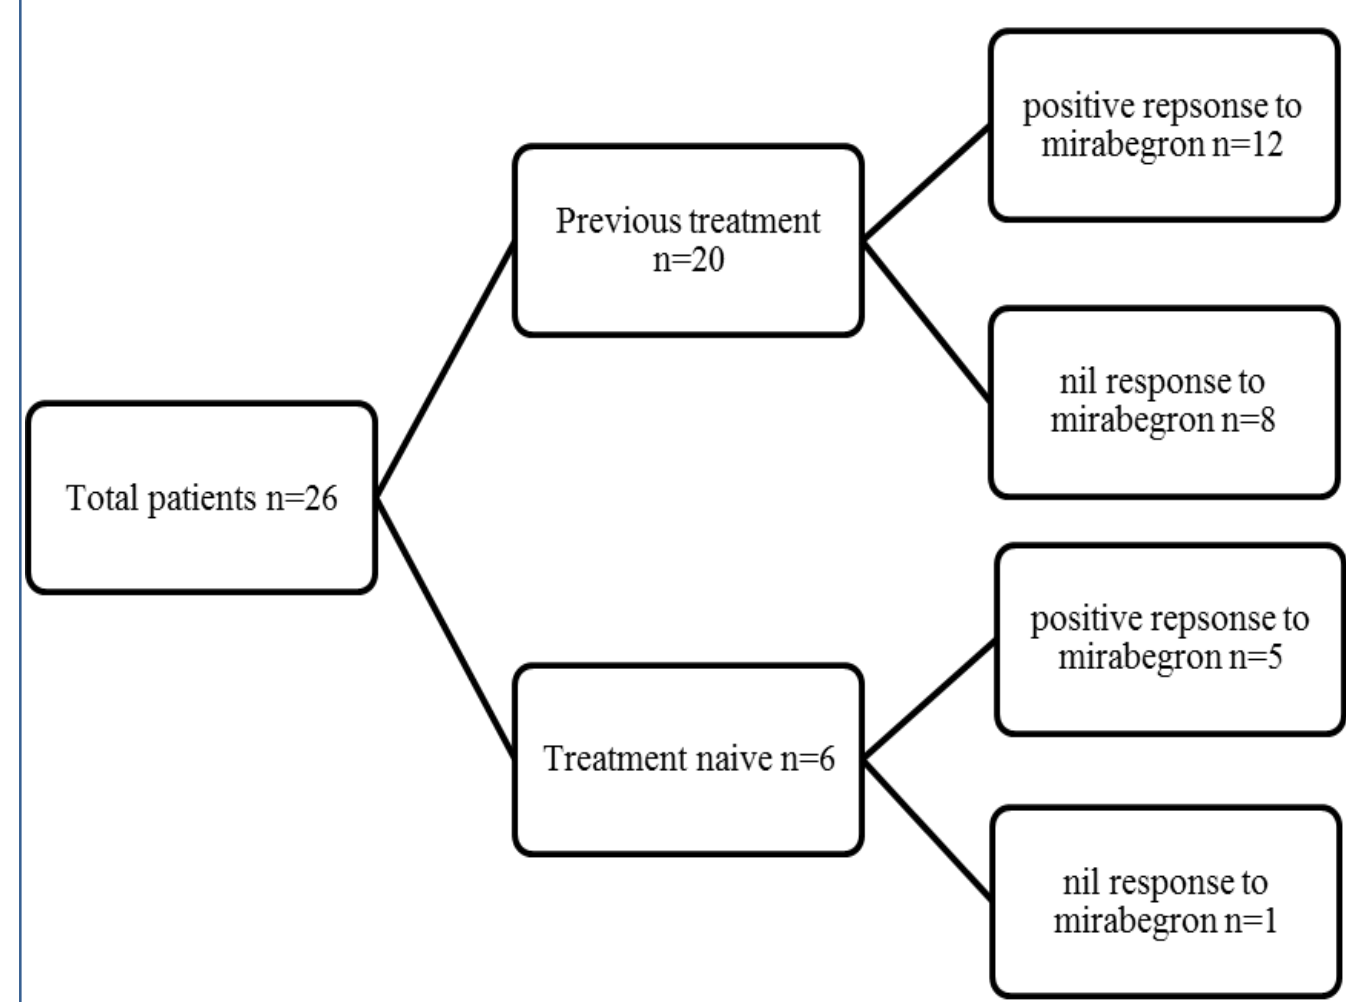 Total patients n=26
Previous treatment
n=20
positive repsonse to
mirabegron n=12
nil response to
mirabegron n=8
Treatment naive n=6
positive repsonse to
mirabegron n=5
nil response to
mirabegron n=1